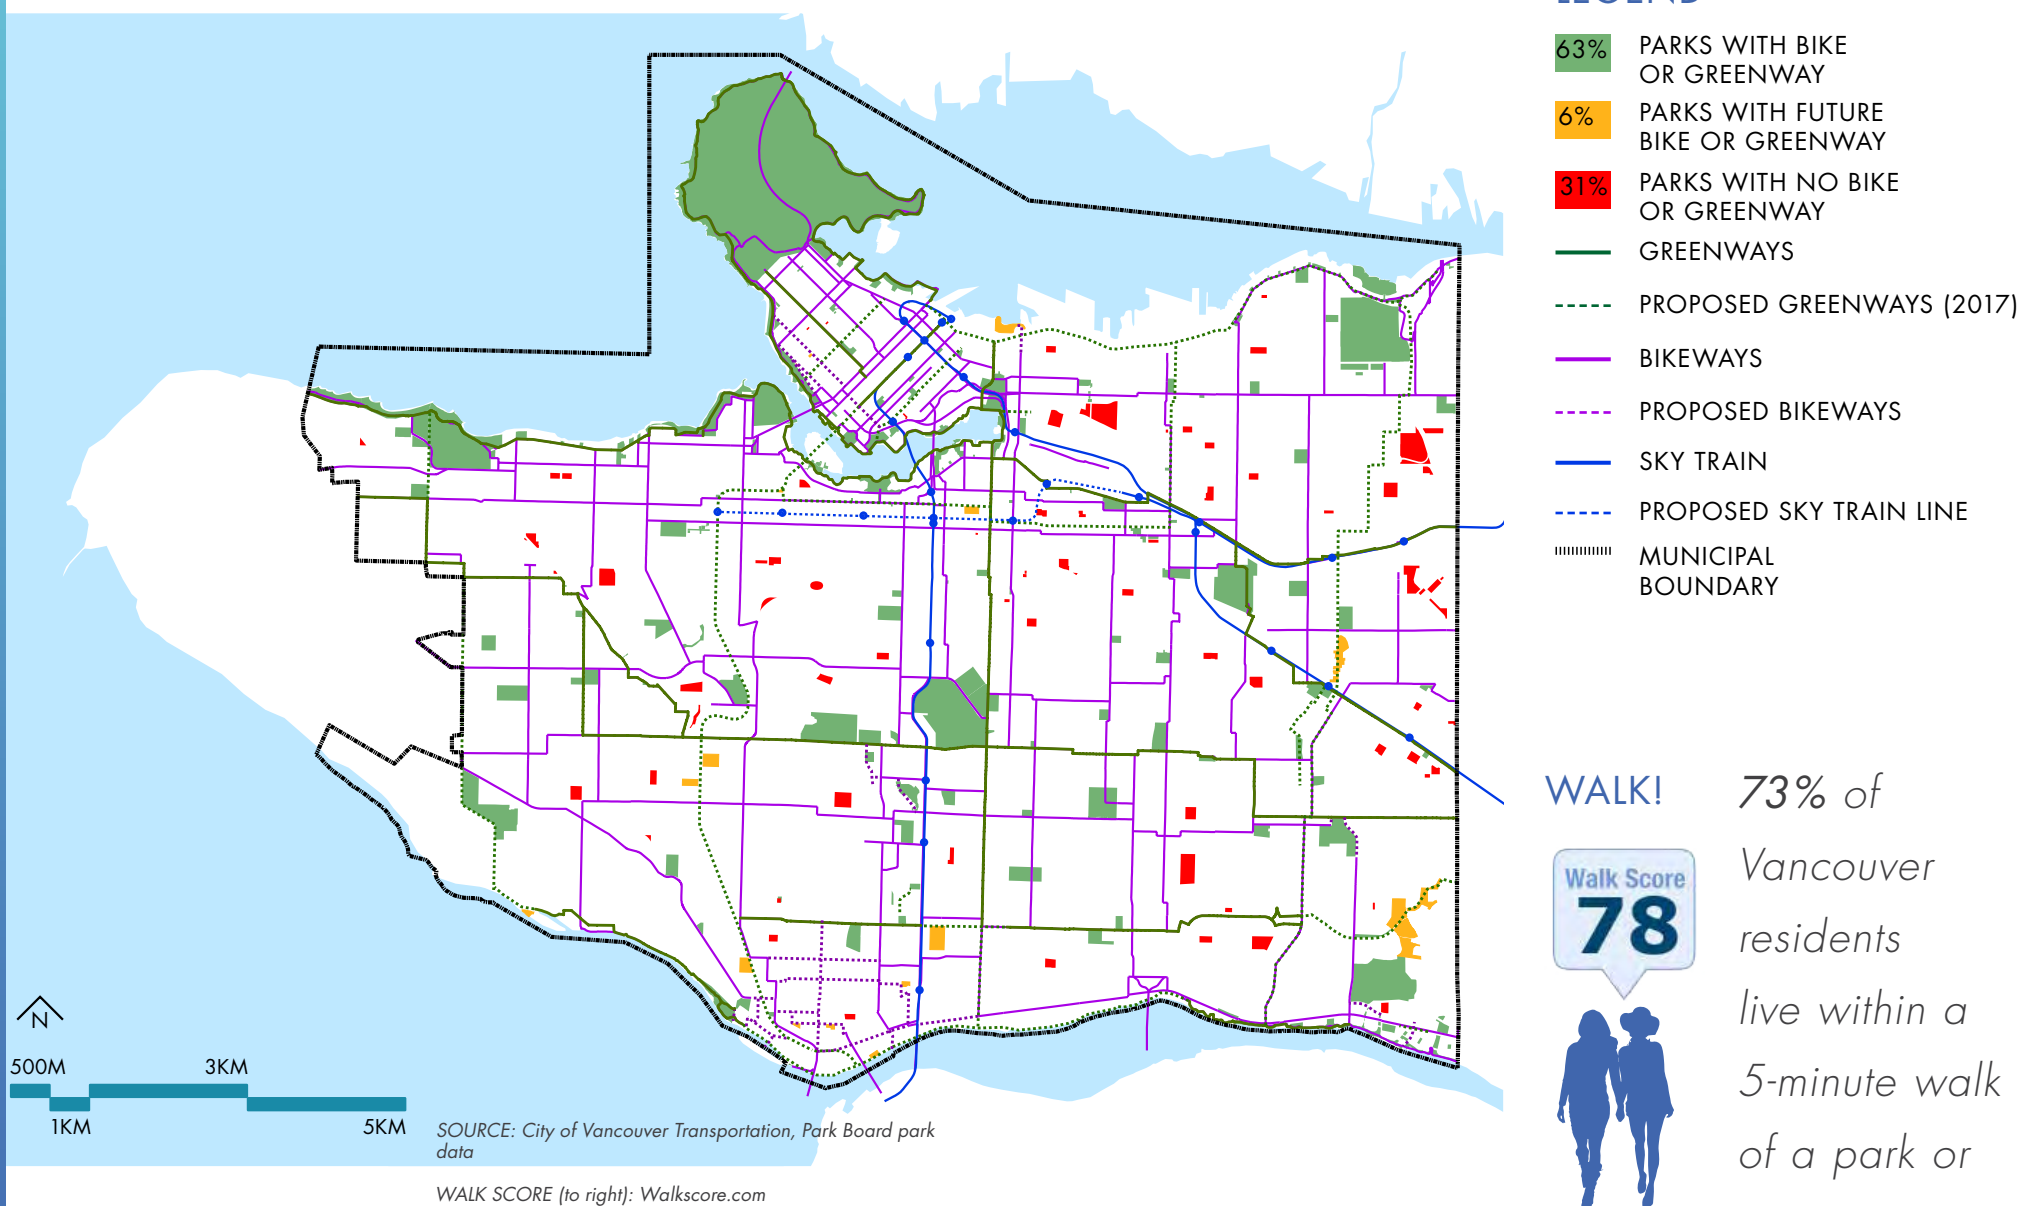 LEGEND
63%
PARKS WITH BIKE
OR GREENWAY
6%
PARKS WITH FUTURE
BIKE OR GREENWAY
31%
PARKS WITH NO BIKE
OR GREENWAY
GREENWAYS
PROPOSED GREENWAYS (2017)
BIKEWAYS
PROPOSED BIKEWAYS
SKY TRAIN
PROPOSED SKY TRAIN LINE
MUNICIPAL
BOUNDARY
WALK!
Walk Score
78
73% of
Vancouver
residents
live within a
5-minute walk
of a park or
N
500M
3KM
1KM
5KM
SOURCE: City of Vancouver Transportation, Park Board park
data
WALK SCORE (to right): Walkscore.com